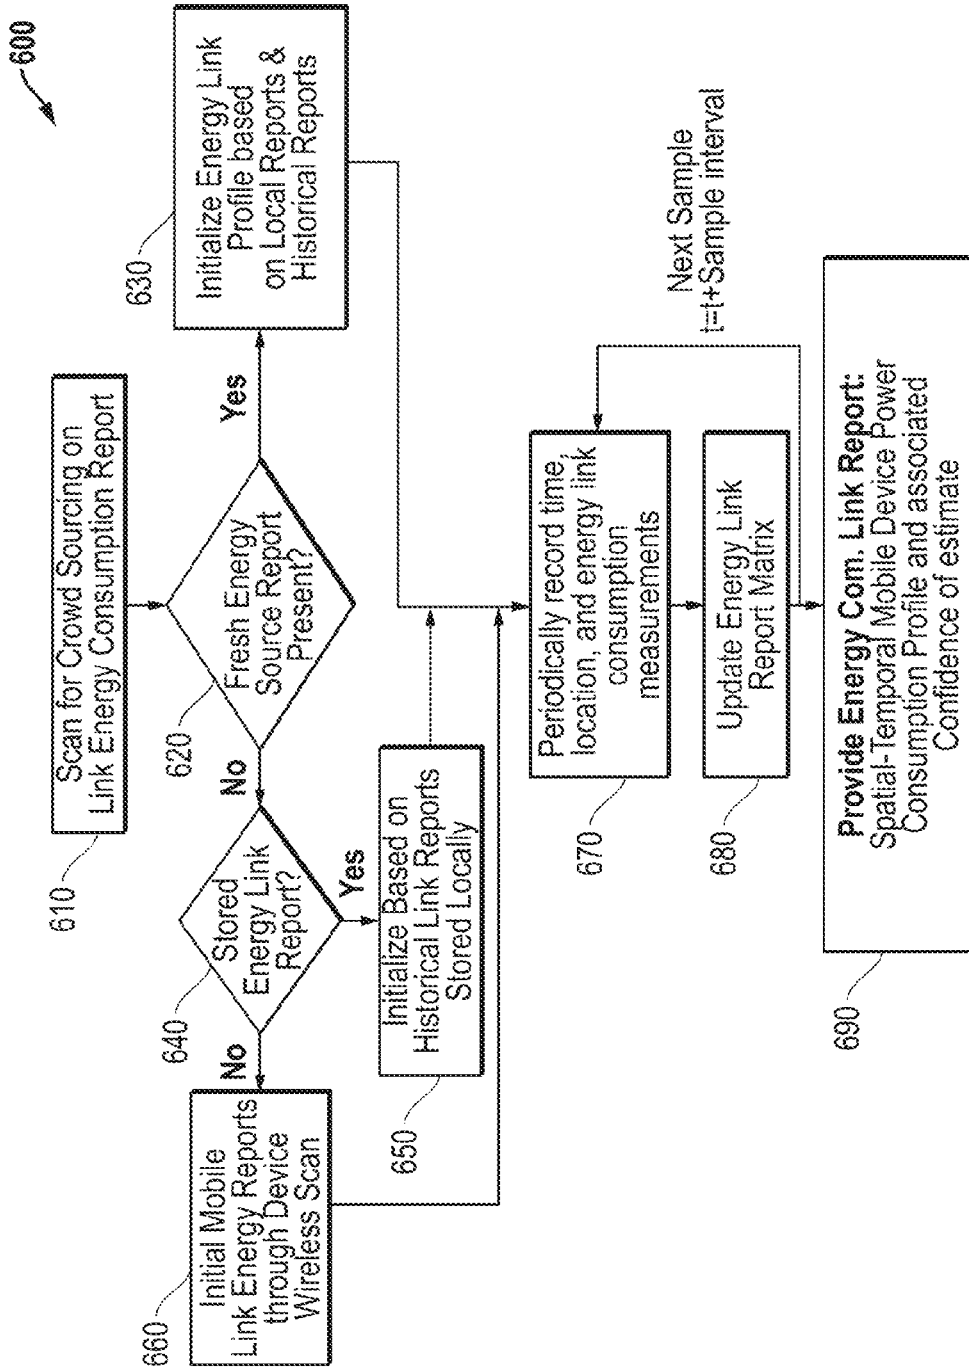 600
610
Scan for Crowd Sourcing on
Link Energy Consumption Report
620
Fresh Energy
Source Report
Present?
Yes
No
630
Initialize Energy Link
Profile based
on Local Reports &
Historical Reports
640
Stored
Energy Link
Report?
Yes
No
650
Initialize Based on
Historical Link Reports
Stored Locally
660
Initial Mobile
Link Energy Reports
through Device
Wireless Scan
670
Periodically record time,
location, and energy link
consumption
measurements
Next Sample
t=t+Sample interval
680
Update Energy Link
Report Matrix
690
Provide Energy Com. Link Report:
Spatial-Temporal Mobile Device Power
Consumption Profile and associated
Confidence of estimate